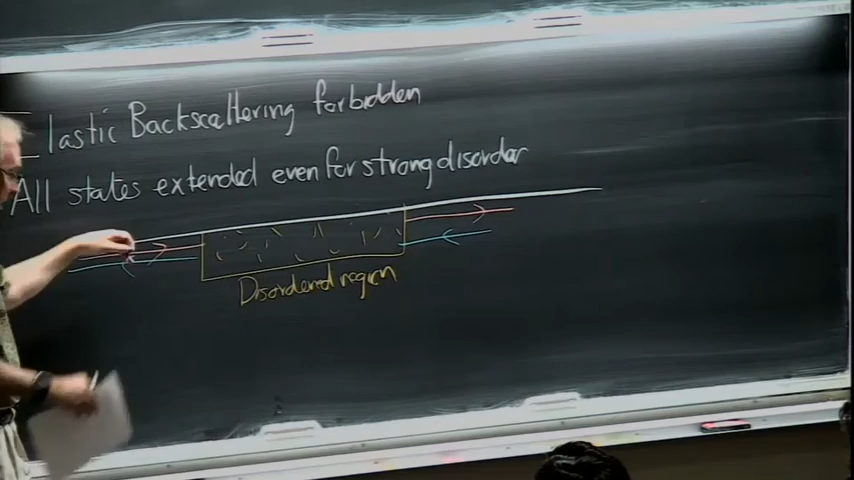 lastic Backscattering forbidden
All states extended even for strong disorder
Disordered region